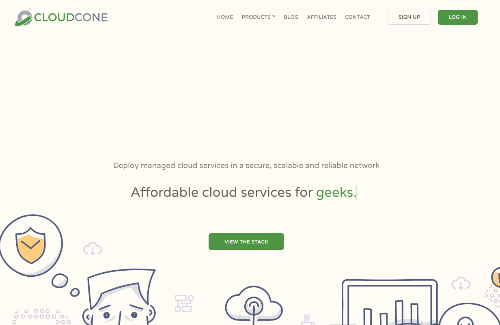 CLOUDCONE
HOME PRODUCTS BLOG AFFILIATES CONTACT SIGN UP LOG IN
Deploy managed cloud services in a secure, scalable and reliable network
Affordable cloud services for geeks.
VIEW THE STACK